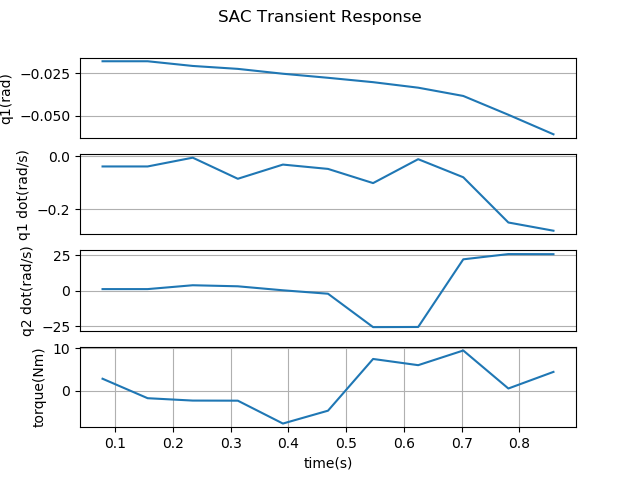 SAC Transient Response
q1(rad)
−0.025
−0.050
q1 dot(rad/s)
0.0
−0.2
q2 dot(rad/s)
25
0
−25
torque(Nm)
10
0
0.1 0.2 0.3 0.4 0.5 0.6 0.7 0.8
time(s)